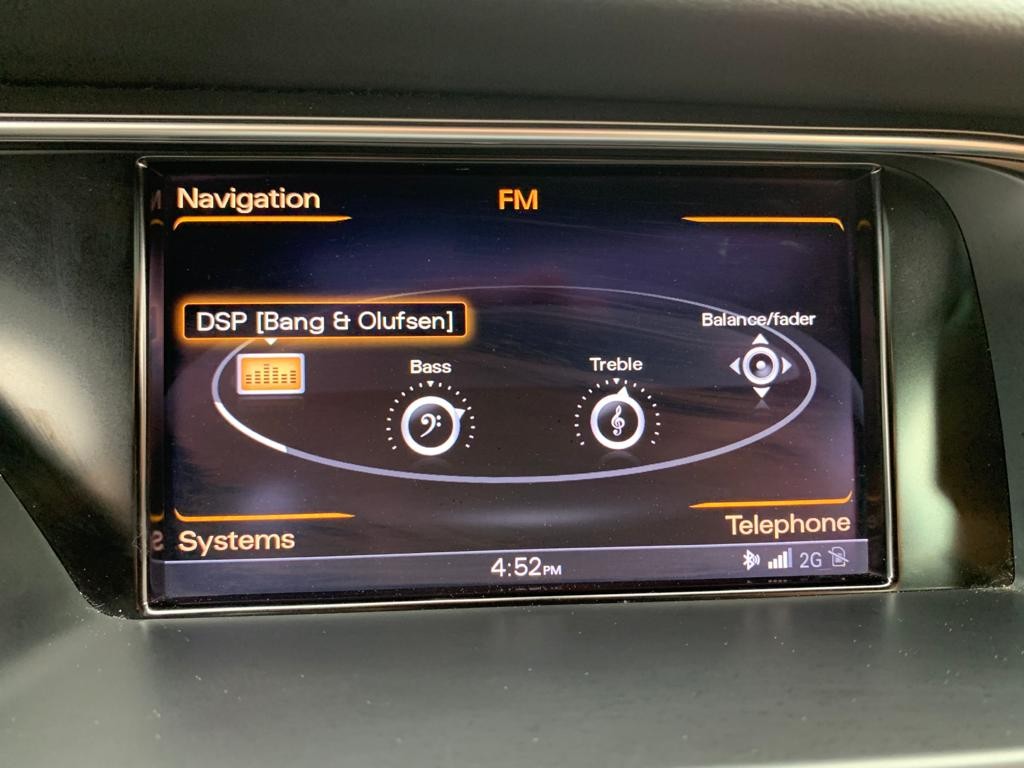 Navigation
FM
DSP [Bang & Olufsen]
Balance/fader
Bass
Treble
Systems
Telephone
4:52PM
2G